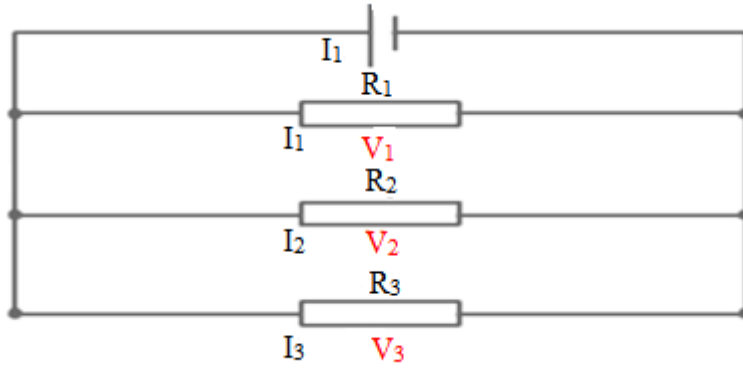 I₁
R₁
I₁ V₁
R₂
I₂ V₂
R₃
I₃ V₃